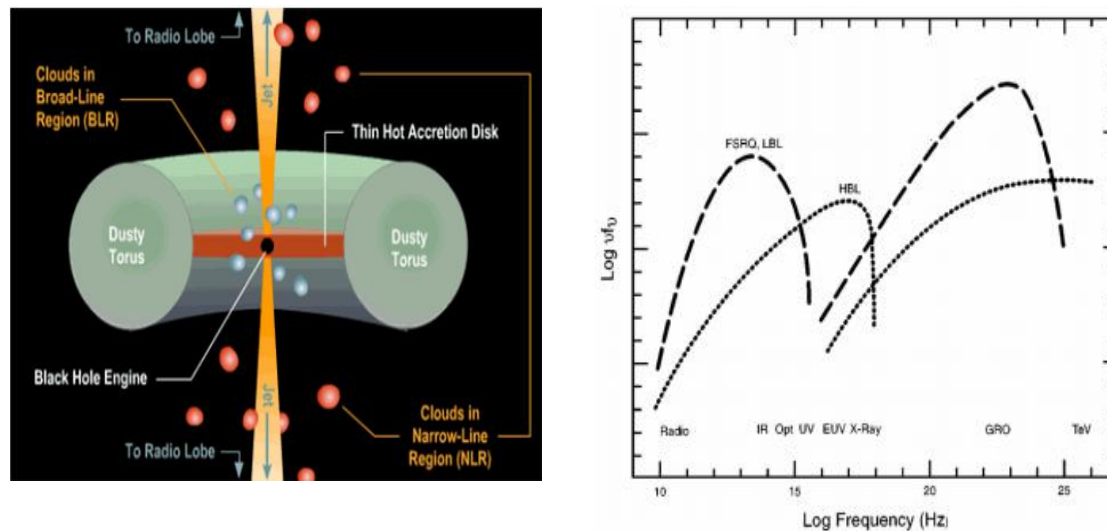 To Radio Lobe
Clouds in
Broad-Line
Region (BLR)
Jet
Thin Hot Accretion Disk
Dusty
Torus
Dusty
Torus
Black Hole Engine
Jet
To Radio Lobe
Clouds in
Narrow-Line
Region (NLR)
Log νfν
FSRQ, LBL
HBL
Radio IR Opt UV EUV X-Ray GRO TeV
10 15 20 25
Log Frequency (Hz)